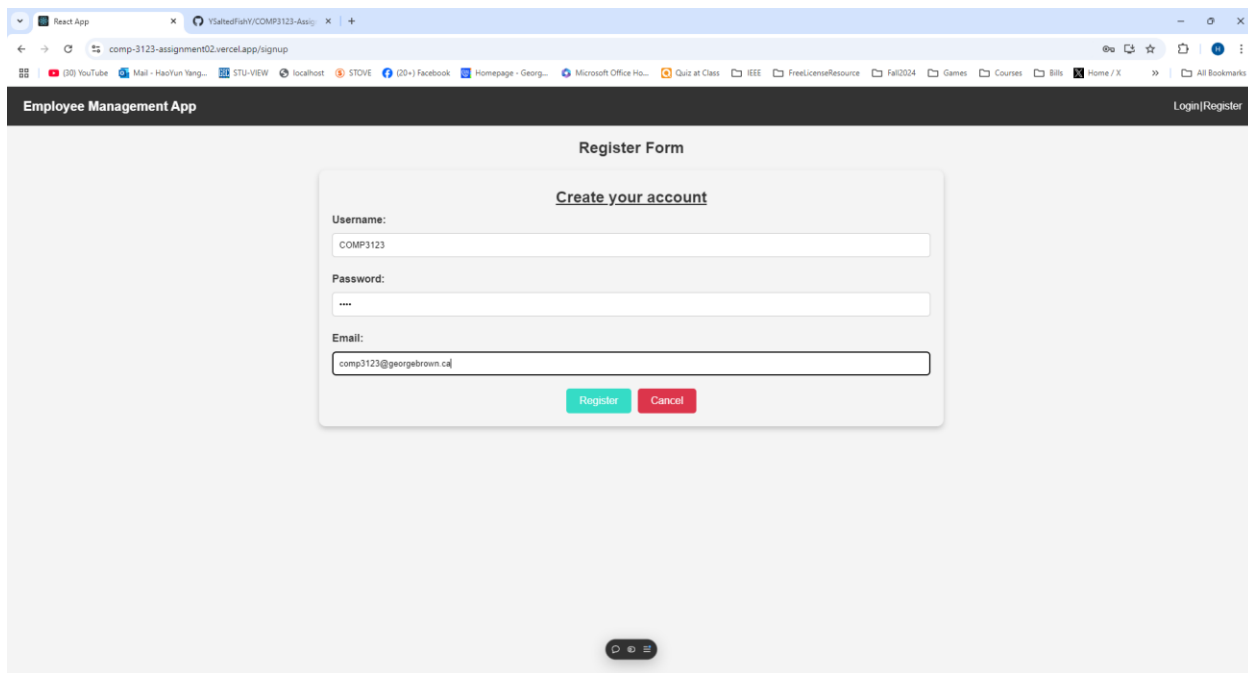 React App
YSaltedFishY/COMP3123-Assig
comp-3123-assignment02.vercel.app/signup
(30) YouTube Mail - HaoYun Yang... STU-VIEW localhost STOVE (20+) Facebook Homepage - Georg... Microsoft Office Ho... Quiz at Class IEEE FreeLicenseResource Fall2024 Games Courses Bills Home / X All Bookmarks
Employee Management App Login|Register
Register Form
Create your account
Username:
COMP3123
Password:
••••
Email:
comp3123@georgebrown.ca
Register Cancel